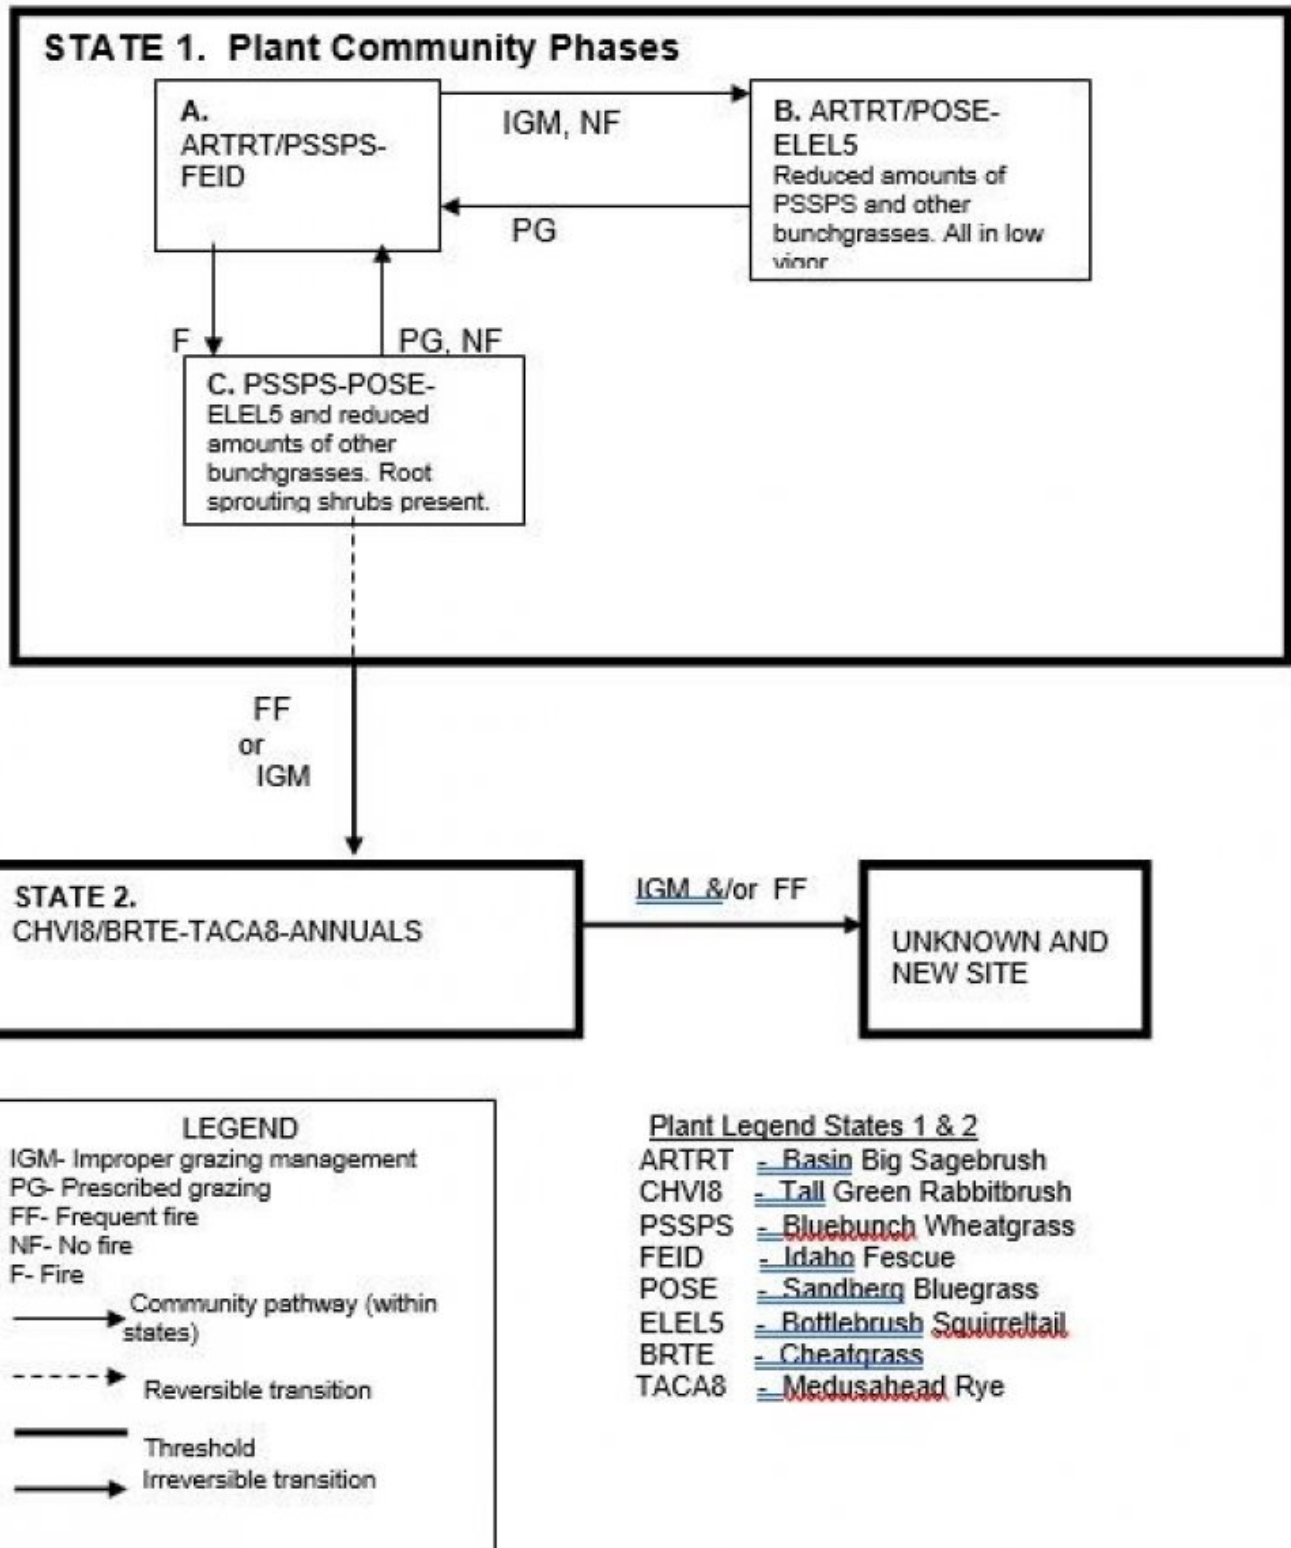 STATE 1. Plant Community Phases
A.
ARTRT/PSSPS-
FEID
IGM, NF
PG
B. ARTRT/POSE-
ELEL5
Reduced amounts of
PSSPS and other
bunchgrasses. All in low
vigor
F
PG, NF
C. PSSPS-POSE-
ELEL5 and reduced
amounts of other
bunchgrasses. Root
sprouting shrubs present.
FF
or
IGM
STATE 2.
CHVI8/BRTE-TACA8-ANNUALS
IGM &/or FF
UNKNOWN AND
NEW SITE
LEGEND
IGM- Improper grazing management
PG- Prescribed grazing
FF- Frequent fire
NF- No fire
F- Fire
Community pathway (within
states)
Reversible transition
Threshold
Irreversible transition
Plant Legend States 1 & 2
ARTRT - Basin Big Sagebrush
CHVI8 - Tall Green Rabbitbrush
PSSPS - Bluebunch Wheatgrass
FEID - Idaho Fescue
POSE - Sandberg Bluegrass
ELEL5 - Bottlebrush Squirreltail
BRTE - Cheatgrass
TACA8 - Medusahead Rye